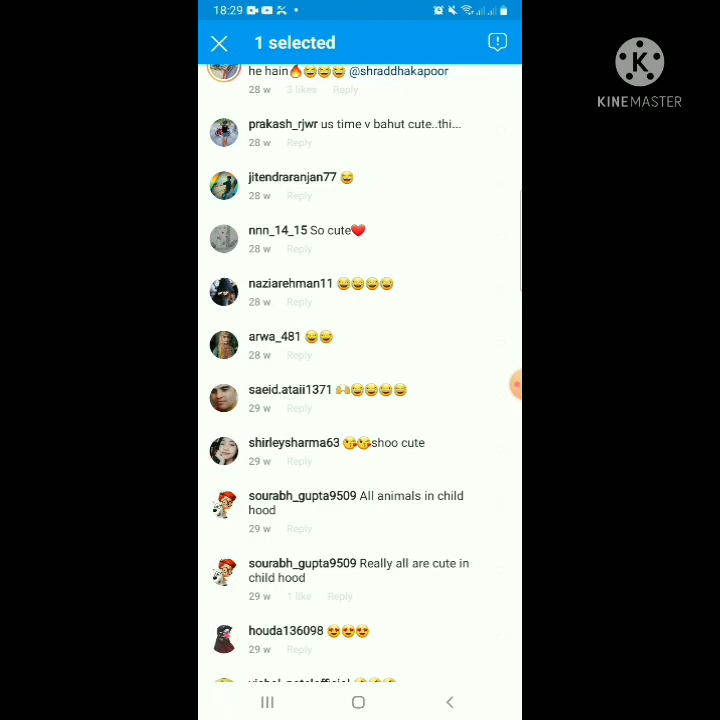 18:29
1 selected
KINEMASTER
he hain🔥😂😂😂 @shraddhakapoor
28 w 3 likes Reply
prakash_rjwr us time v bahut cute..thi...
28 w Reply
jitendraranjan77 😂
28 w Reply
nnn_14_15 So cute❤️
28 w Reply
naziarehman11 😂😂😂😂
28 w Reply
arwa_481 😂😂
28 w Reply
saeid.ataii1371 🙌😂😂😂😂
29 w Reply
shirleysharma63 😘😘shoo cute
29 w Reply
sourabh_gupta9509 All animals in child
hood
29 w Reply
sourabh_gupta9509 Really all are cute in
child hood
29 w 1 like Reply
houda136098 😍😍😍
29 w Reply